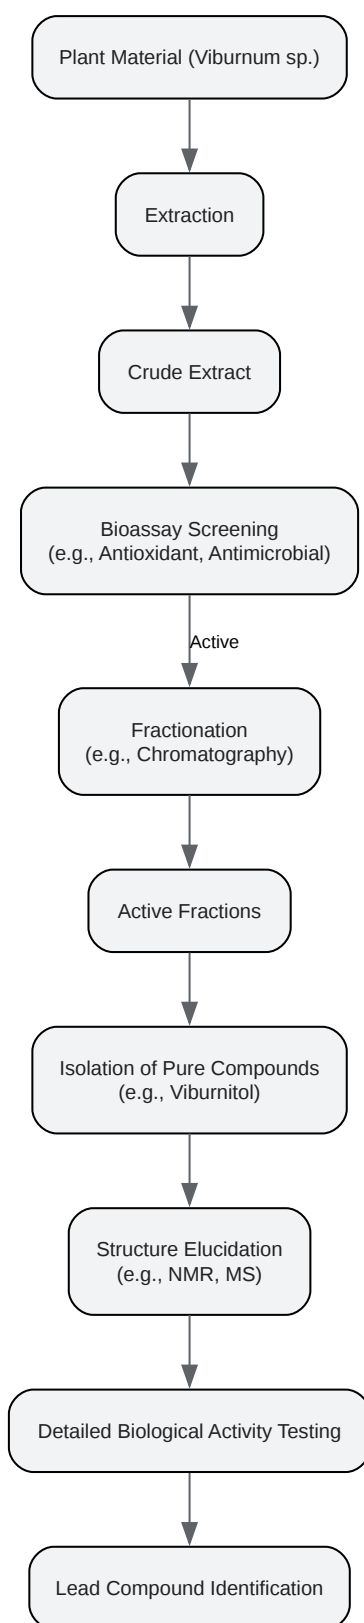 Plant Material (Viburnum sp.)
Extraction
Crude Extract
Bioassay Screening
(e.g., Antioxidant, Antimicrobial)
Active
Fractionation
(e.g., Chromatography)
Active Fractions
Isolation of Pure Compounds
(e.g., Viburnitol)
Structure Elucidation
(e.g., NMR, MS)
Detailed Biological Activity Testing
Lead Compound Identification